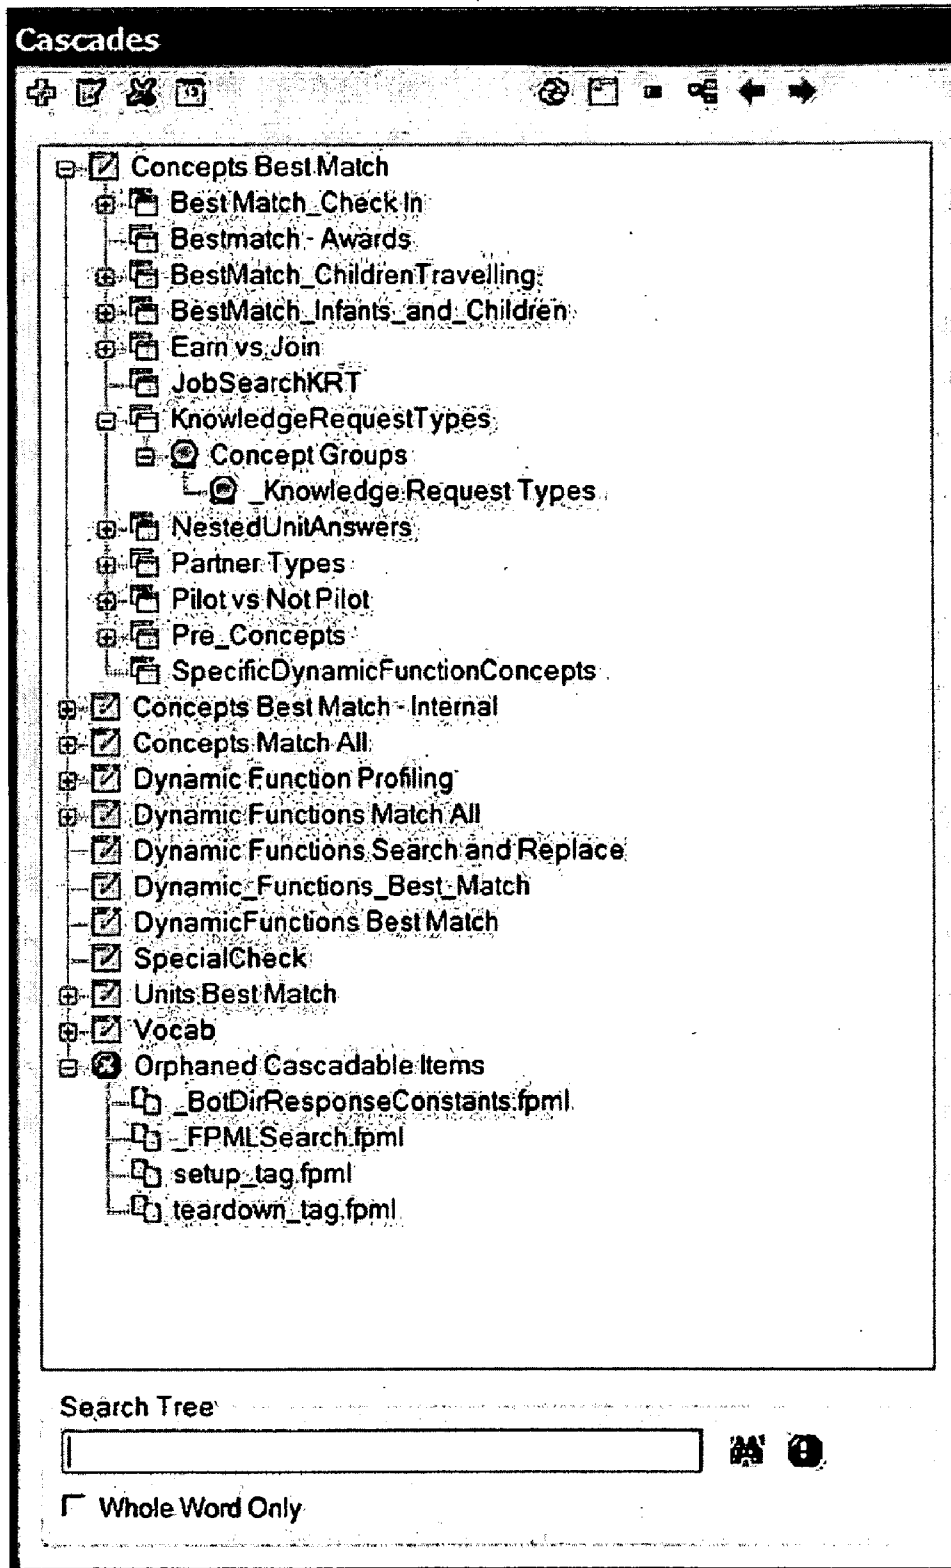 Cascades
Concepts Best Match
Best Match_Check In
Bestmatch - Awards
BestMatch_ChildrenTravelling
BestMatch_Infants_and_Children
Earn vs Join
JobSearchKRT
KnowledgeRequestTypes
Concept Groups
_Knowledge Request Types
NestedUnitAnswers
Partner Types
Pilot vs Not Pilot
Pre_Concepts
SpecificDynamicFunctionConcepts
Concepts Best Match - Internal
Concepts Match All
Dynamic Function Profiling
Dynamic Functions Match All
Dynamic Functions Search and Replace
Dynamic_Functions_Best_Match
DynamicFunctions Best Match
SpecialCheck
Units Best Match
Vocab
Orphaned Cascadable Items
_BotDirResponseConstants.fpml
_FPMLSearch.fpml
setup_tag.fpml
teardown_tag.fpml
Search Tree
Whole Word Only